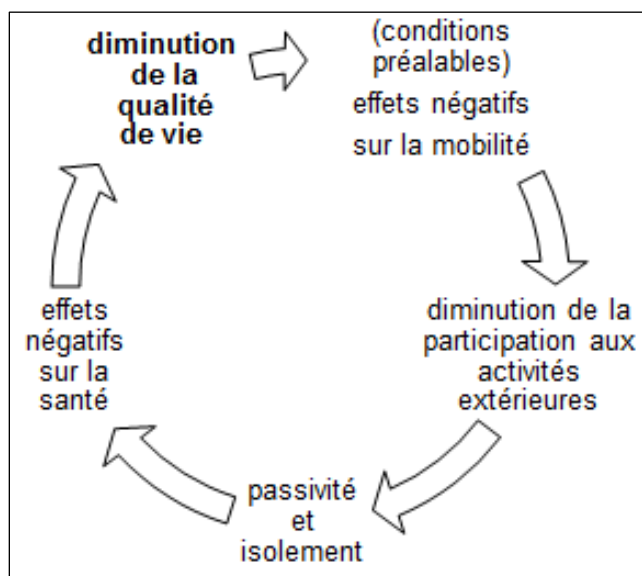 diminution
de la
qualité
de vie
(conditions
préalables)
effets négatifs
sur la mobilité
diminution de la
participation aux
activités
extérieures
passivité
et
isolement
effets
négatifs
sur la
santé